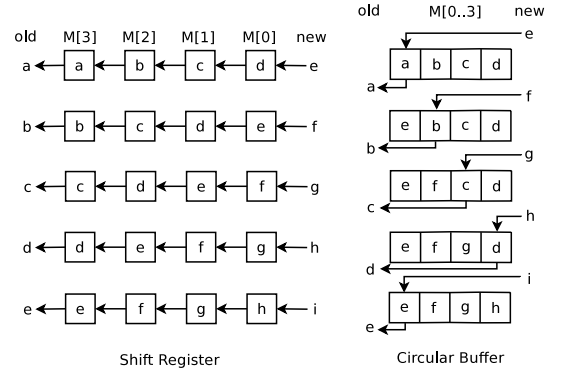 old M[3] M[2] M[1] M[0] new
a a b c d e
b b c d e f
c c d e f g
d d e f g h
e e f g h i
Shift Register
old M[0..3] new
e
a b c d
a
f
e b c d
b
g
e f c d
c
h
e f g d
d
i
e f g h
e
Circular Buffer